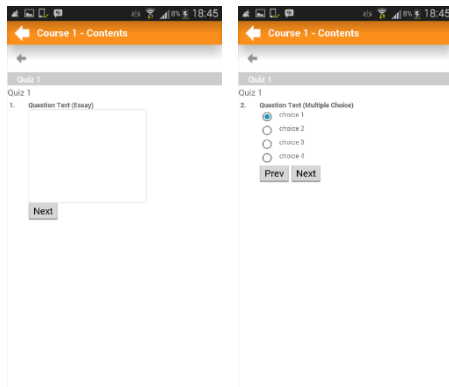 8% 18:45
Course 1 - Contents
Quiz 1
Quiz 1
1. Question Text (Essay)
Next
8% 18:45
Course 1 - Contents
Quiz 1
Quiz 1
2. Question Text (Multiple Choice)
choice 1
choice 2
choice 3
choice 4
Prev Next